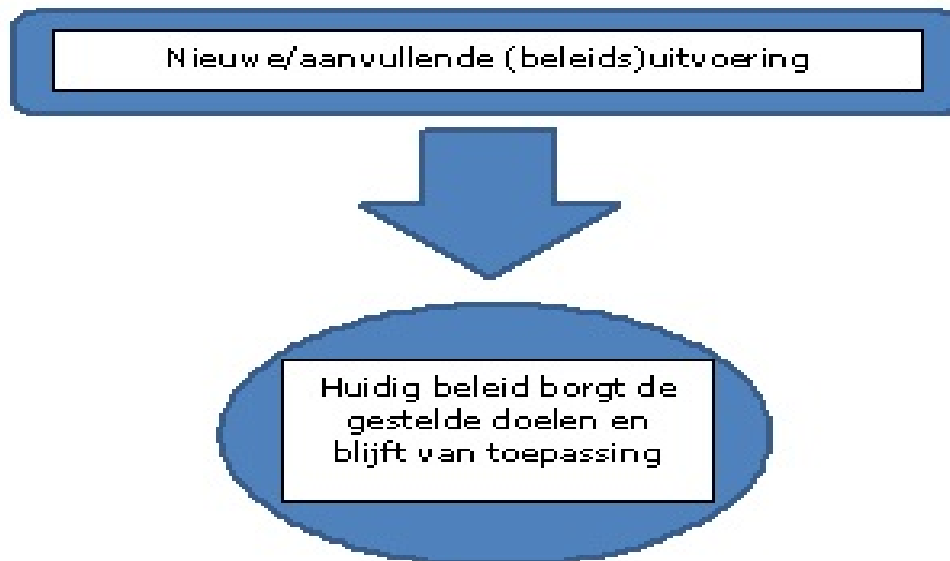 Nieuwe/aanvullende (beleids)uitvoering
Huidig beleid borgt de
gestelde doelen en
blijft van toepassing